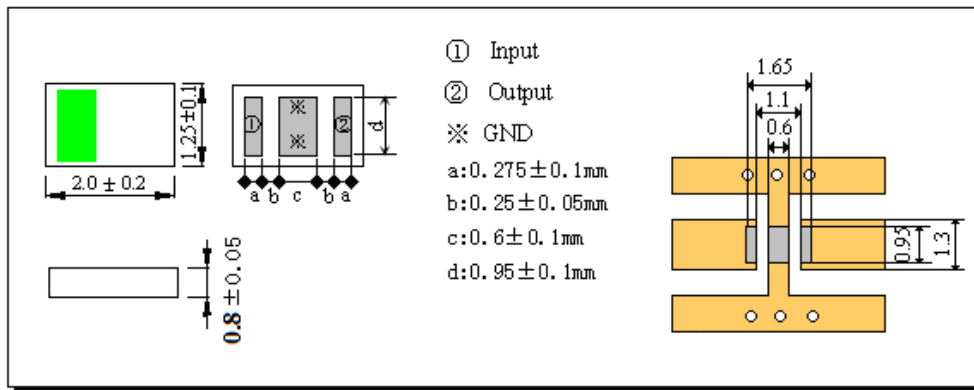 1.25±0.1
2.0 ± 0.2
0.8 ± 0.05
① ※ ※ ②
d
a b c b a
① Input
② Output
※ GND
a:0.275±0.1mm
b:0.25±0.05mm
c:0.6±0.1mm
d:0.95±0.1mm
1.65
1.1
0.6
0.95
1.3